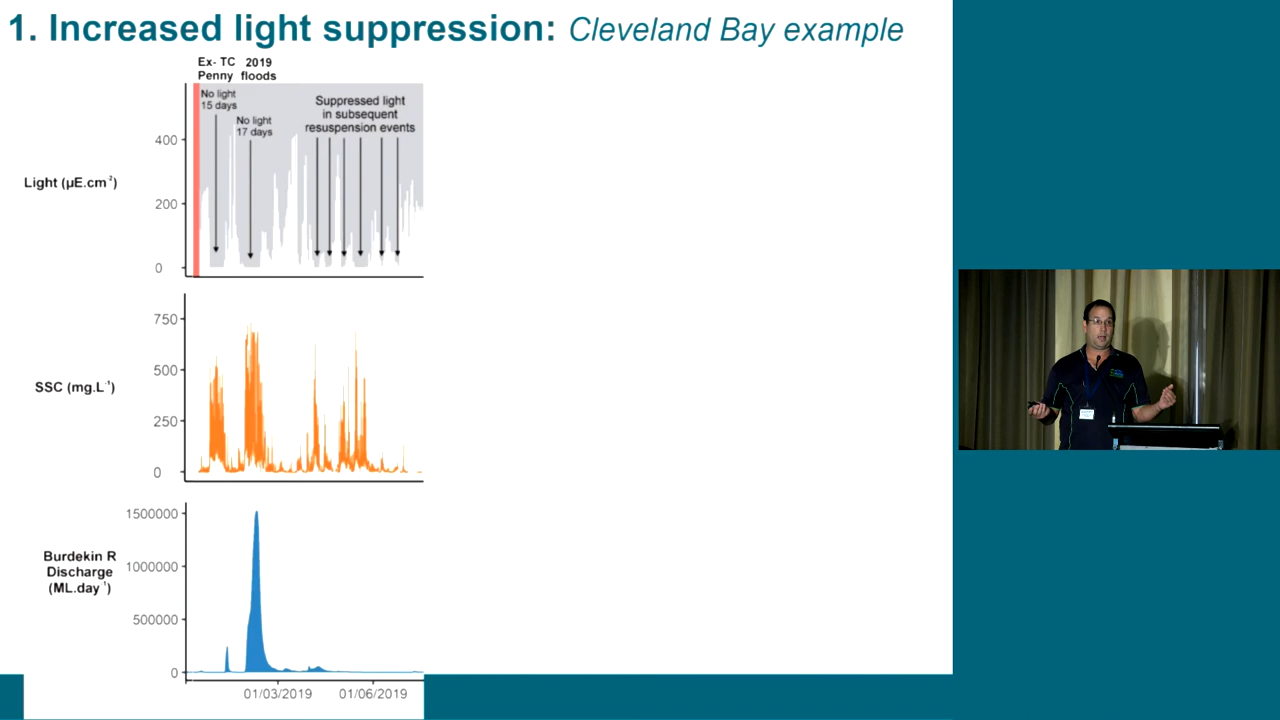 1. Increased light suppression: Cleveland Bay example
Ex- TC
Penny
2019
floods
No light
15 days
No light
17 days
Suppressed light
in subsequent
resuspension events
Light (µE.cm⁻²)
400
200
0
SSC (mg.L⁻¹)
750
500
250
0
Burdekin R
Discharge
(ML.day⁻¹)
1500000
1000000
500000
0
01/03/2019
01/06/2019